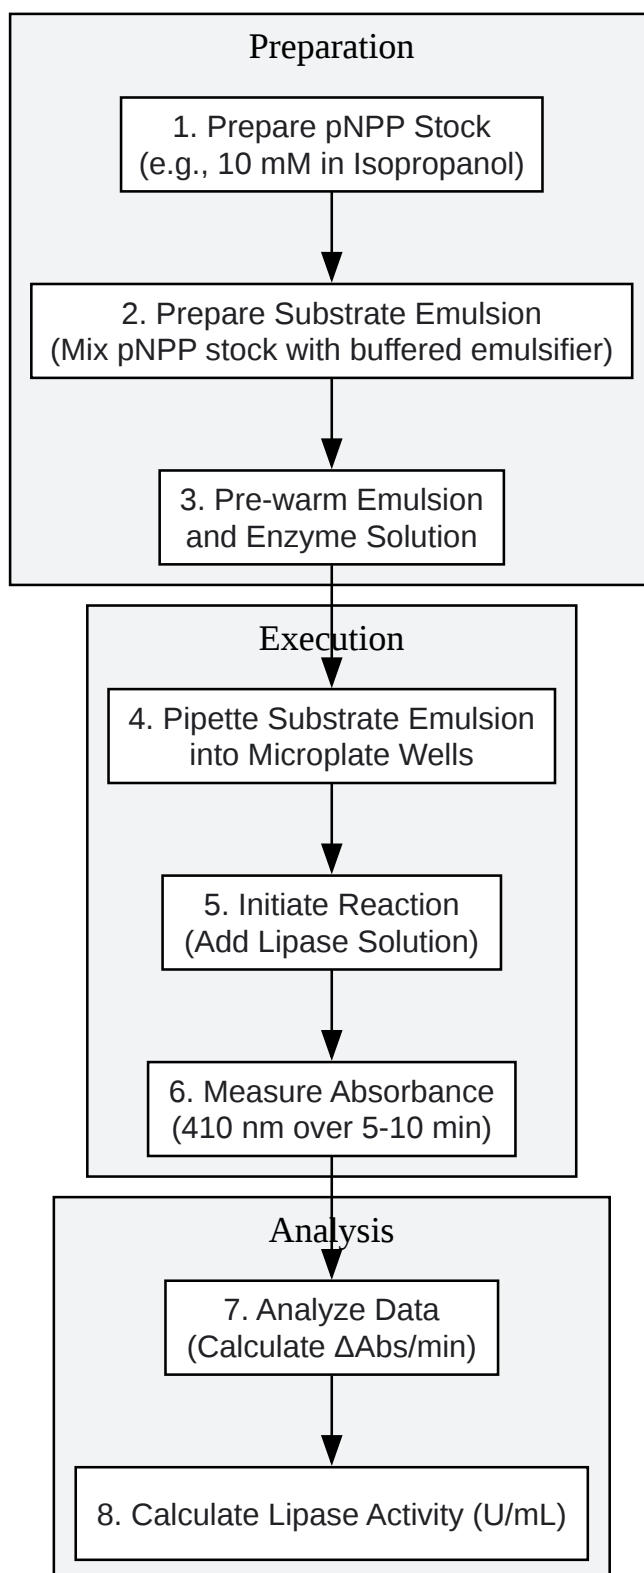 Preparation
1. Prepare pNPP Stock
(e.g., 10 mM in Isopropanol)
2. Prepare Substrate Emulsion
(Mix pNPP stock with buffered emulsifier)
3. Pre-warm Emulsion
and Enzyme Solution
Execution
4. Pipette Substrate Emulsion
into Microplate Wells
5. Initiate Reaction
(Add Lipase Solution)
6. Measure Absorbance
(410 nm over 5-10 min)
Analysis
7. Analyze Data
(Calculate ΔAbs/min)
8. Calculate Lipase Activity (U/mL)